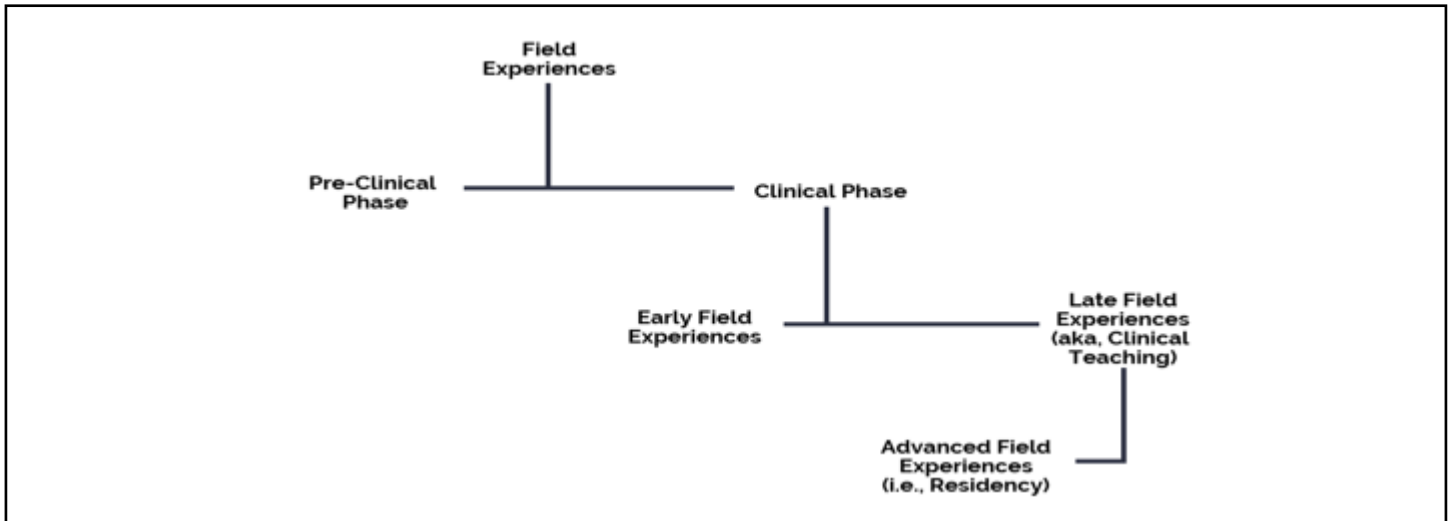 Field
Experiences
Pre-Clinical
Phase
Clinical Phase
Early Field
Experiences
Late Field
Experiences
(aka, Clinical
Teaching)
Advanced Field
Experiences
(i.e., Residency)